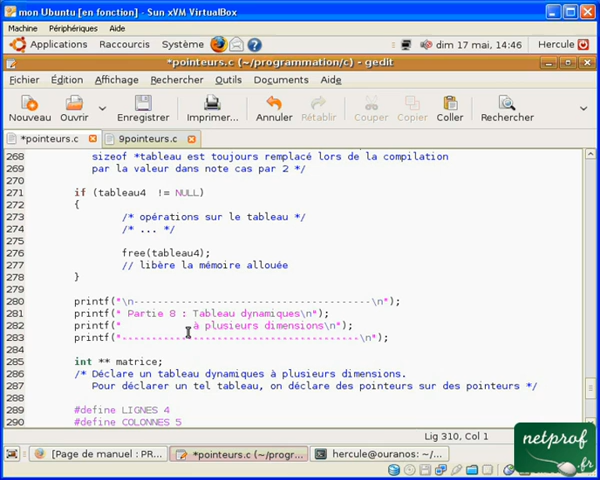 mon Ubuntu [en fonction] - Sun xVM VirtualBox
Machine Périphériques Aide
Applications Raccourcis Système dim 17 mai, 14:46 Hercule
*pointeurs.c (~/programmation/c) - gedit
Fichier Édition Affichage Rechercher Outils Documents Aide
Nouveau Ouvrir Enregistrer Imprimer... Annuler Rétablir Couper Copier Coller Rechercher
*pointeurs.c 9pointeurs.c
268 sizeof *tableau est toujours remplacé lors de la compilation
269 par la valeur dans note cas par 2 */
270
271 if (tableau4 != NULL)
272 {
273 /* opérations sur le tableau */
274 /* ... */
275
276 free(tableau4);
277 // libère la mémoire allouée
278 }
279
280 printf("\n----------------------------------------\n");
281 printf(" Partie 8 : Tableau dynamiques\n");
282 printf(" à plusieurs dimensions\n");
283 printf("----------------------------------------\n");
284
285 int ** matrice;
286 /* Déclare un tableau dynamiques à plusieurs dimensions.
287 Pour déclarer un tel tableau, on déclare des pointeurs sur des pointeurs */
288
289 #define LIGNES 4
290 #define COLONNES 5
Lig 310, Col 1
[Page de manuel : PR... *pointeurs.c (~/progr... hercule@ouranos: ~/...
netprof
.fr